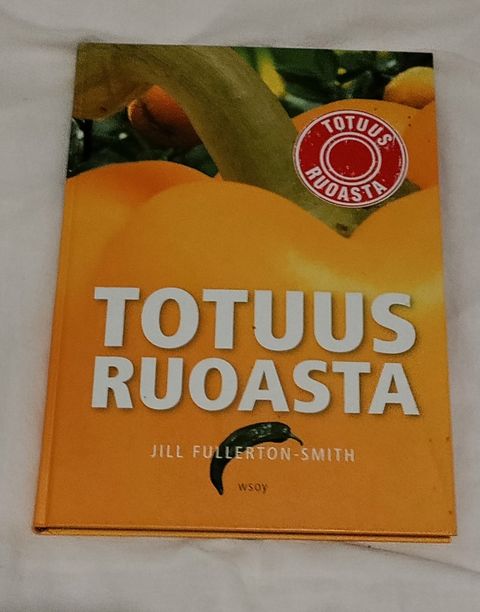 TOTUUS
RUOASTA
TOTUUS
RUOASTA
JILL FULLERTON-SMITH
wsoy